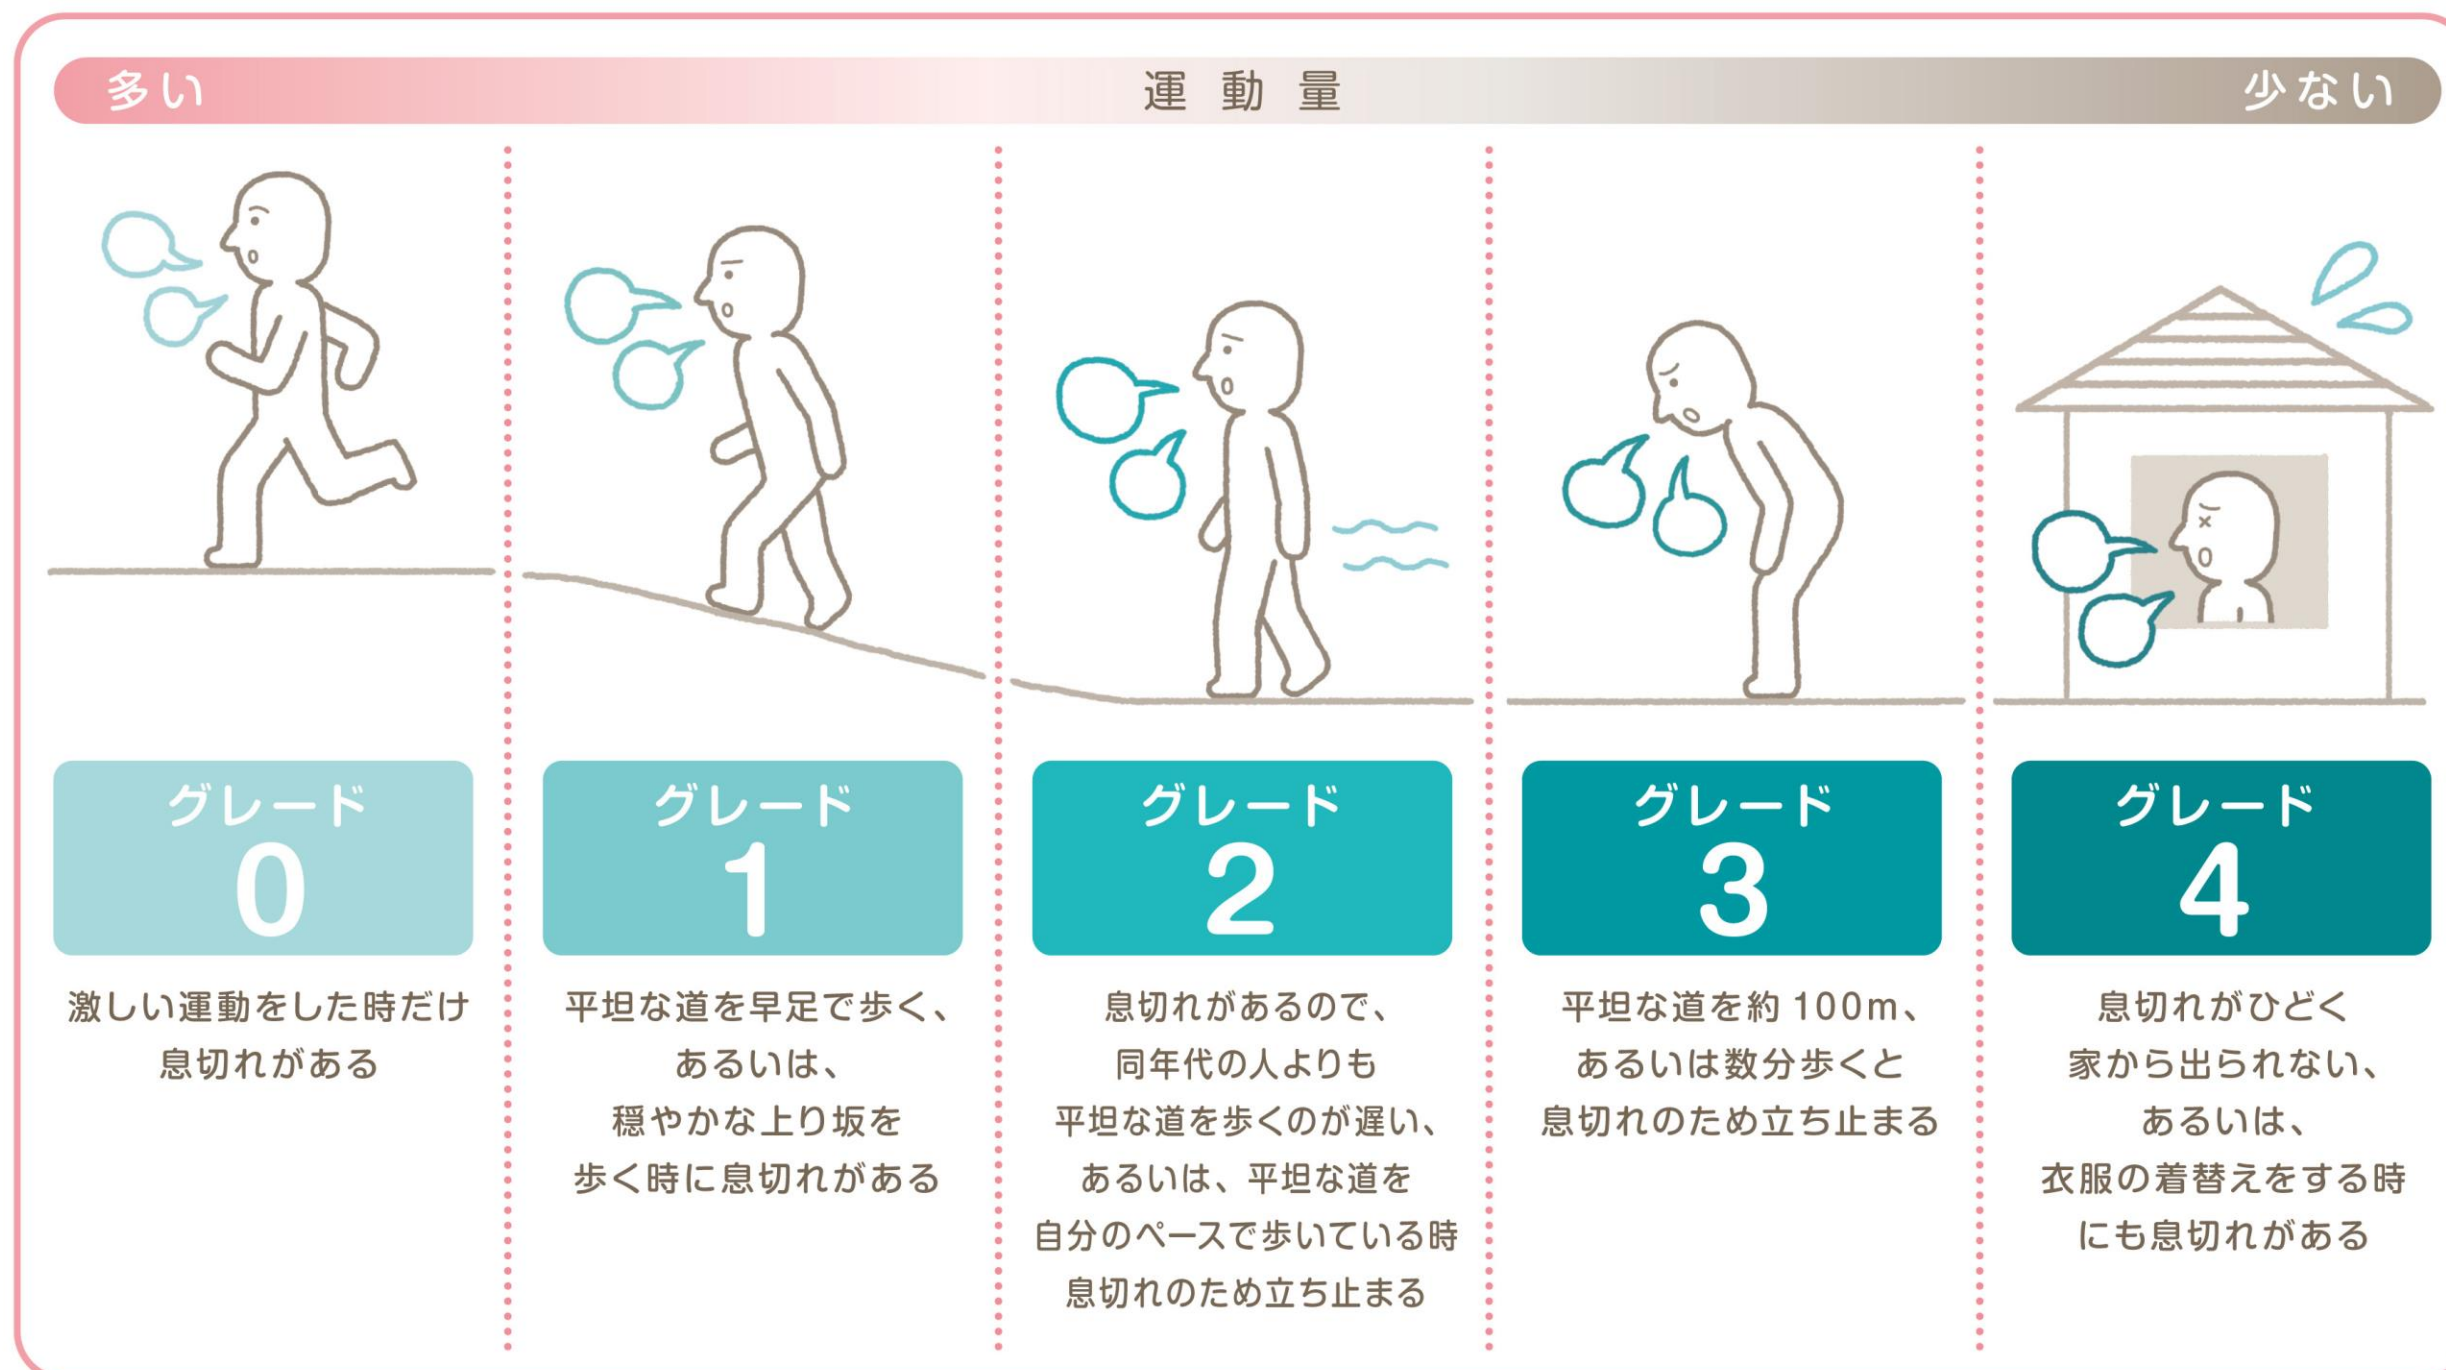 多い 運動量 少ない
グレード
0
激しい運動をした時だけ
息切れがある
グレード
1
平坦な道を早足で歩く、
あるいは、
穏やかな上り坂を
歩く時に息切れがある
グレード
2
息切れがあるので、
同年代の人よりも
平坦な道を歩くのが遅い、
あるいは、平坦な道を
自分のペースで歩いている時
息切れのため立ち止まる
グレード
3
平坦な道を約100m、
あるいは数分歩くと
息切れのため立ち止まる
グレード
4
息切れがひどく
家から出られない、
あるいは、
衣服の着替えをする時
にも息切れがある